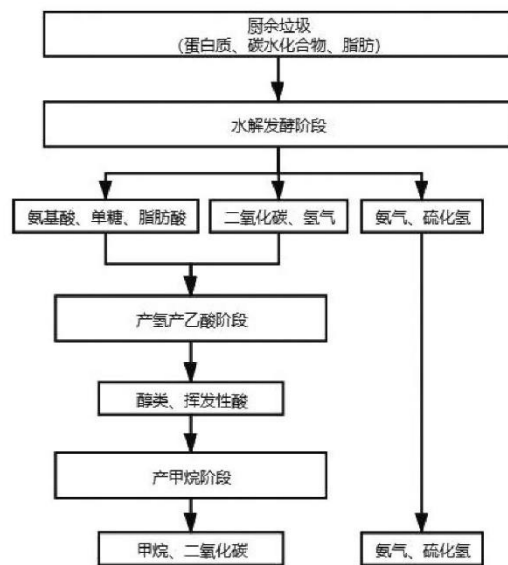 厨余垃圾
(蛋白质、碳水化合物、脂肪)
水解发酵阶段
氨基酸、单糖、脂肪酸
二氧化碳、氢气
氨气、硫化氢
产氢产乙酸阶段
醇类、挥发性酸
产甲烷阶段
甲烷、二氧化碳
氨气、硫化氢